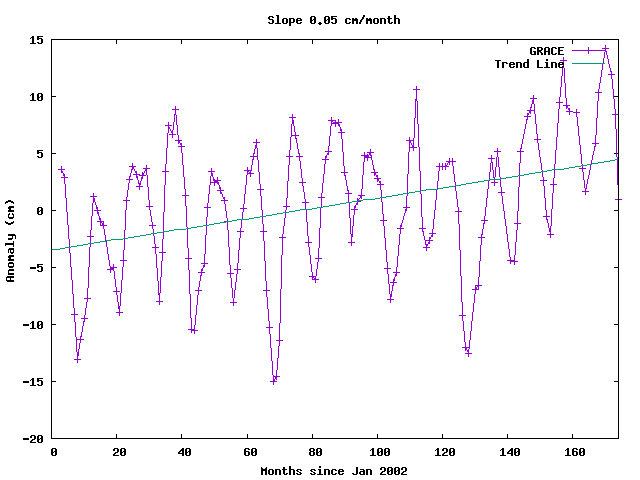 Slope 0.05 cm/month
15
GRACE
Trend Line
10
5
0
-5
-10
-15
-20
Anomaly (cm)
0 20 40 60 80 100 120 140 160
Months since Jan 2002